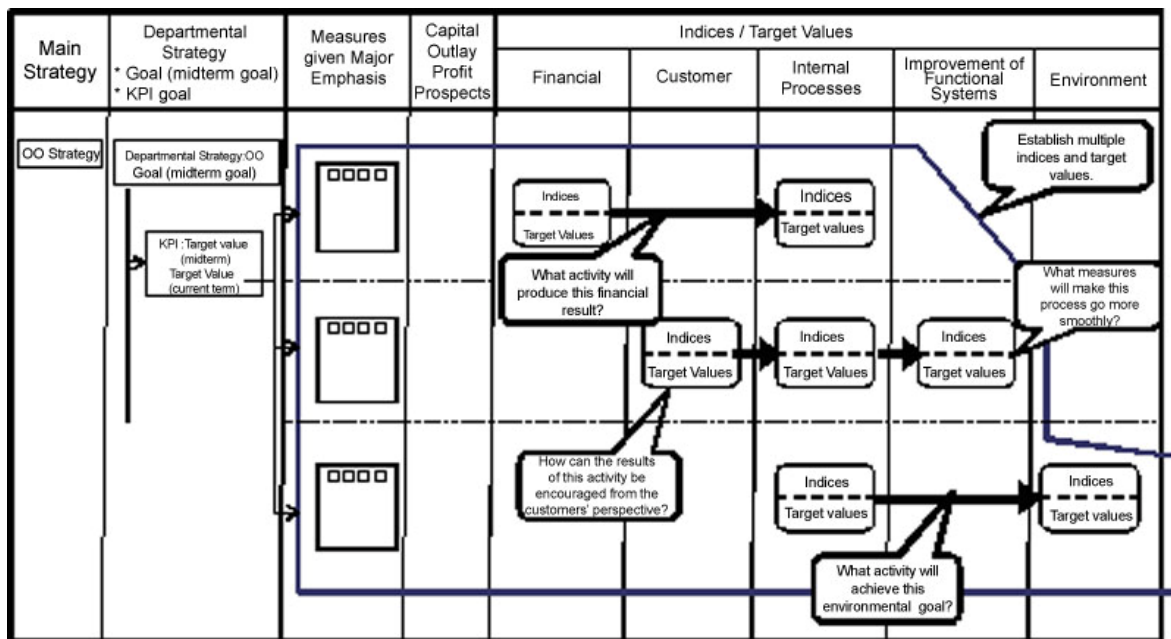 Main
Strategy
Departmental
Strategy
* Goal (midterm goal)
* KPI goal
Measures
given Major
Emphasis
Capital
Outlay
Profit
Prospects
Indices / Target Values
Financial
Customer
Internal
Processes
Improvement of
Functional
Systems
Environment
OO Strategy
Departmental Strategy:OO
Goal (midterm goal)
KPI :Target value
(midterm)
Target Value
(current term)
Indices
Target Values
Indices
Target values
Establish multiple
indices and target
values.
What activity will
produce this financial
result?
What measures
will make this
process go more
smoothly?
Indices
Target Values
Indices
Target Values
Indices
Target values
How can the results
of this activity be
encouraged from the
customers' perspective?
Indices
Target values
Indices
Target values
What activity will
achieve this
environmental goal?